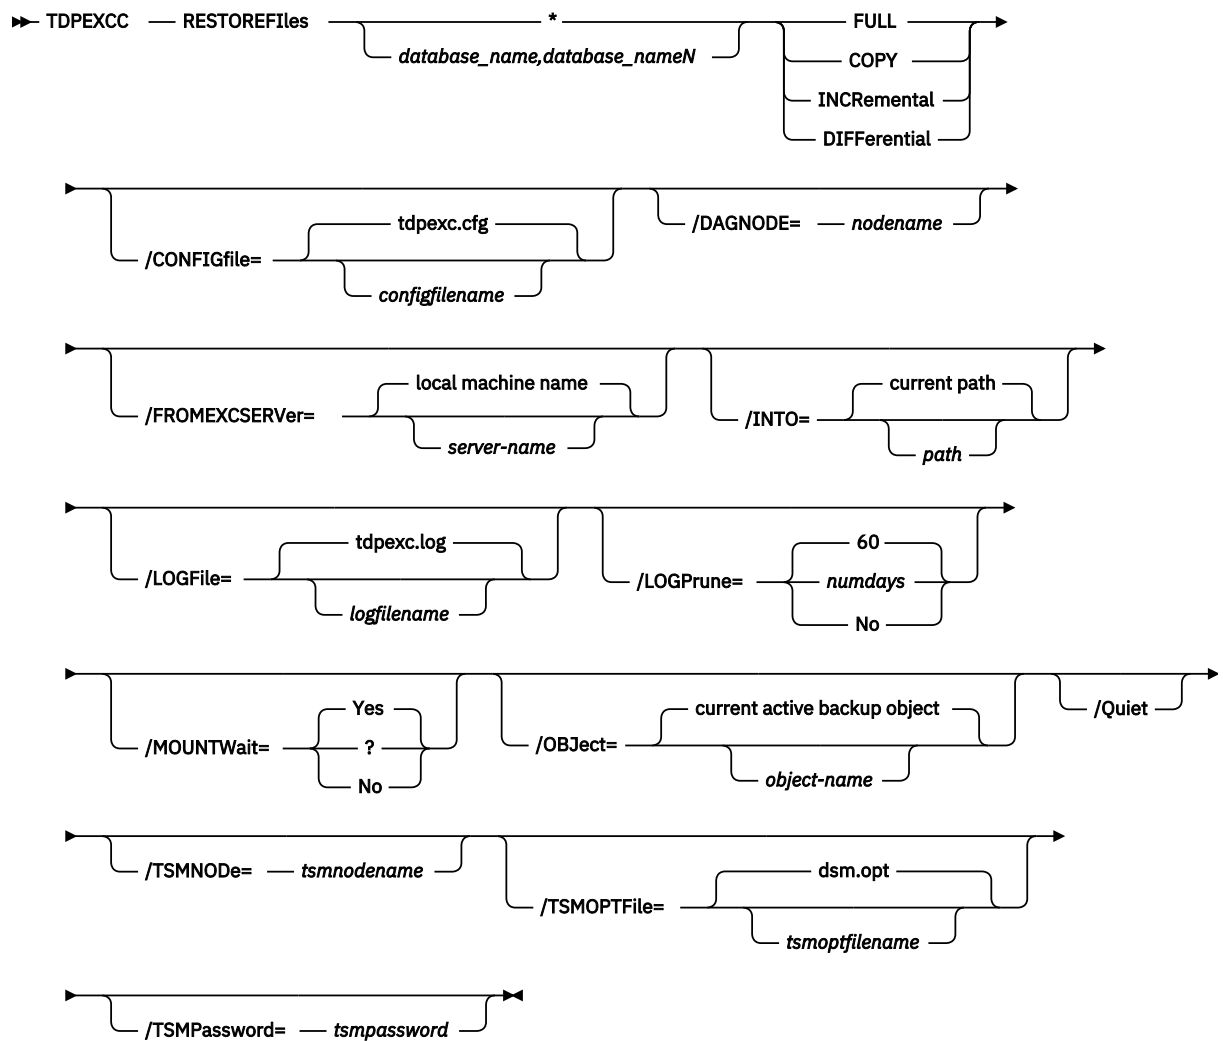 TDPEXCC RESTOREFIles * FULL
database_name,database_nameN COPY
INCRemental
DIFFerential
tdpexc.cfg /DAGNODE= nodename
/CONFIGfile=
configfilename
local machine name current path
/FROMEXCSERVer= /INTO=
server-name path
tdpexc.log 60
/LOGFile= /LOGPrune= numdays
logfilename No
Yes current active backup object /Quiet
/MOUNTWait= ? /OBJect=
No object-name
/TSMNODe= tsmnodename dsm.opt
/TSMOPTFile=
tsmoptfilename
/TSMPassword= tsmpassword